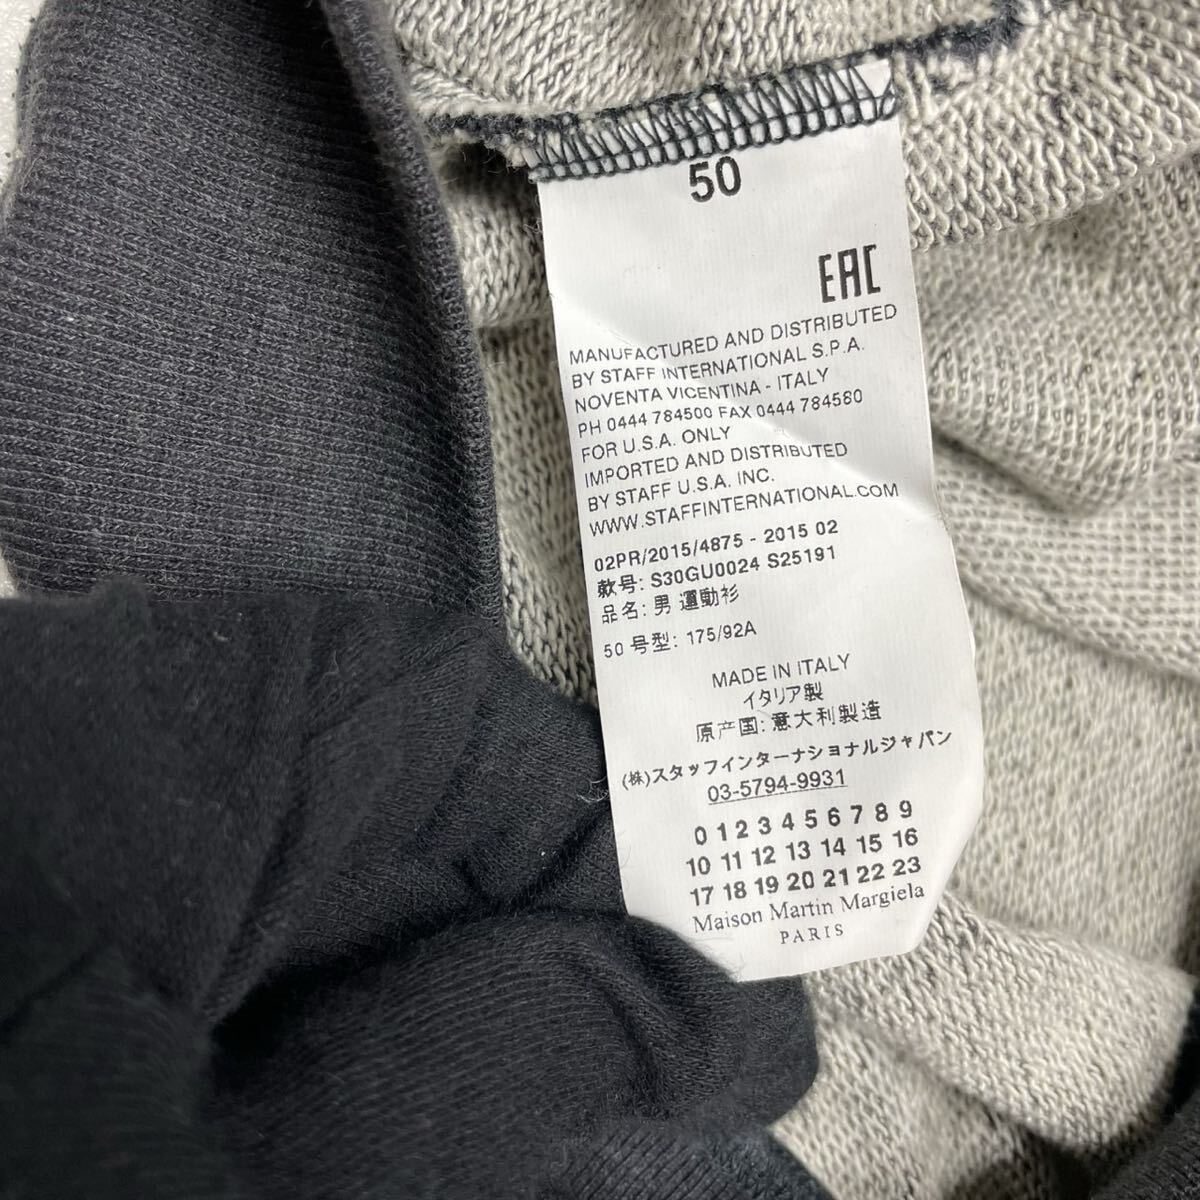 50
EAC
MANUFACTURED AND DISTRIBUTED
BY STAFF INTERNATIONAL S.P.A.
NOVENTA VICENTINA - ITALY
PH 0444 784500 FAX 0444 784580
FOR U.S.A. ONLY
IMPORTED AND DISTRIBUTED
BY STAFF U.S.A. INC.
WWW.STAFFINTERNATIONAL.COM
02PR/2015/4875 - 2015 02
款号: S30GU0024 S25191
品名: 男 運動衫
50 号型: 175/92A
MADE IN ITALY
イタリア製
原产国: 意大利製造
(株)スタッフインターナショナルジャパン
03-5794-9931
0 1 2 3 4 5 6 7 8 9
10 11 12 13 14 15 16
17 18 19 20 21 22 23
Maison Martin Margiela
PARIS